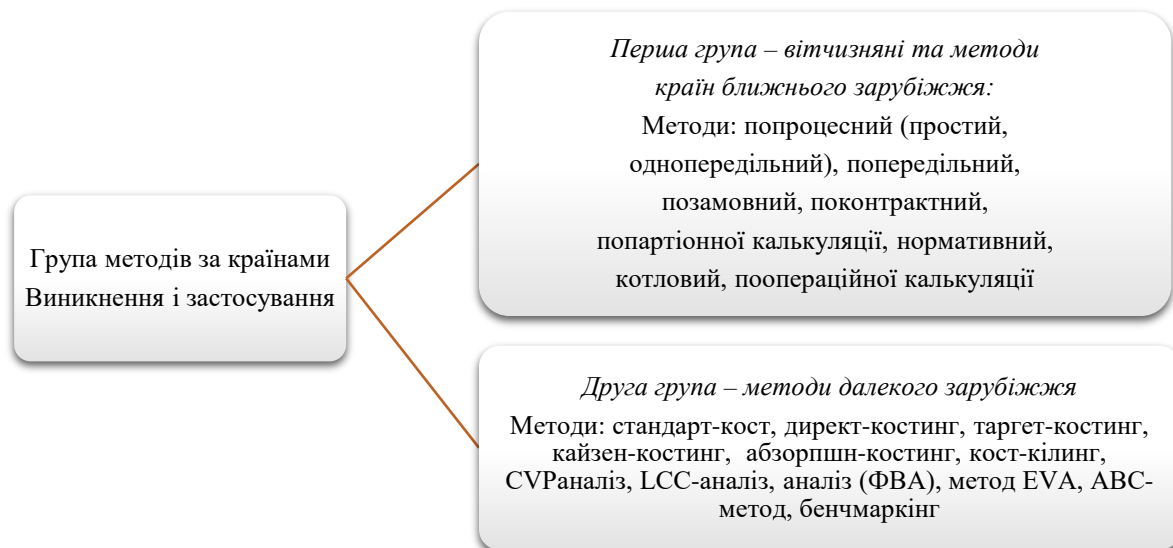 Група методів за країнами
Виникнення і застосування
Перша група – вітчизняні та методи
країн ближнього зарубіжжя:
Методи: попроцесний (простий,
однопередільний), попередільний,
позамовний, поконтрактний,
попартіонної калькуляції, нормативний,
котловий, поопераційної калькуляції
Друга група – методи далекого зарубіжжя
Методи: стандарт-кост, директ-костинг, таргет-костинг,
кайзен-костинг, абзорпшн-костинг, кост-кілинг,
CVPаналіз, LCC-аналіз, аналіз (ФВА), метод EVA, АВС-
метод, бенчмаркінг